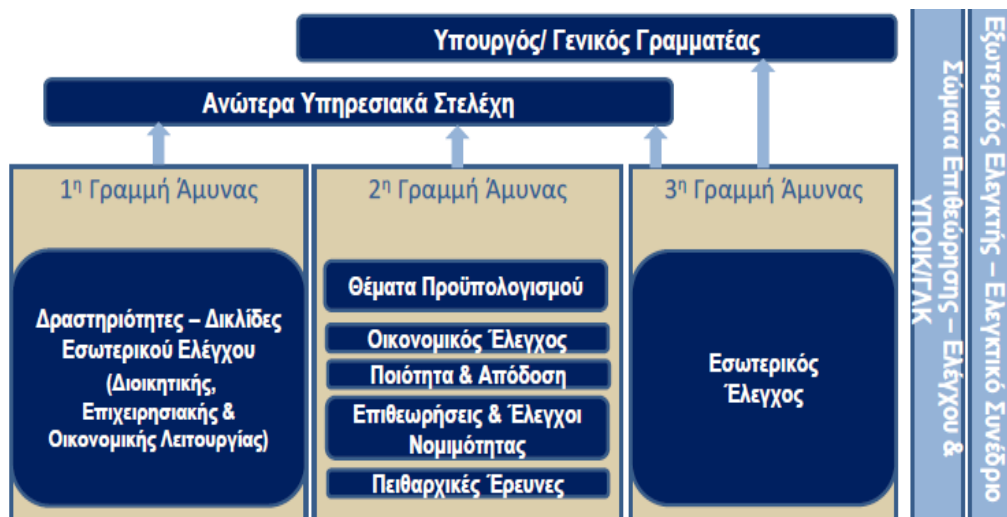 Υπουργός/ Γενικός Γραμματέας
Ανώτερα Υπηρεσιακά Στελέχη
1η Γραμμή Άμυνας
Δραστηριότητες – Δικλίδες
Εσωτερικού Ελέγχου
(Διοικητικής,
Επιχειρησιακής &
Οικονομικής Λειτουργίας)
2η Γραμμή Άμυνας
Θέματα Προϋπολογισμού
Οικονομικός Έλεγχος
Ποιότητα & Απόδοση
Επιθεωρήσεις & Έλεγχοι
Νομιμότητας
Πειθαρχικές Έρευνες
3η Γραμμή Άμυνας
Εσωτερικός
Έλεγχος
Σώματα Επιθεώρησης – Ελέγχου &
ΥΠΟΙΚ/ΓΛΚ
Εξωτερικός Ελεγκτής – Ελεγκτικό Συνέδριο